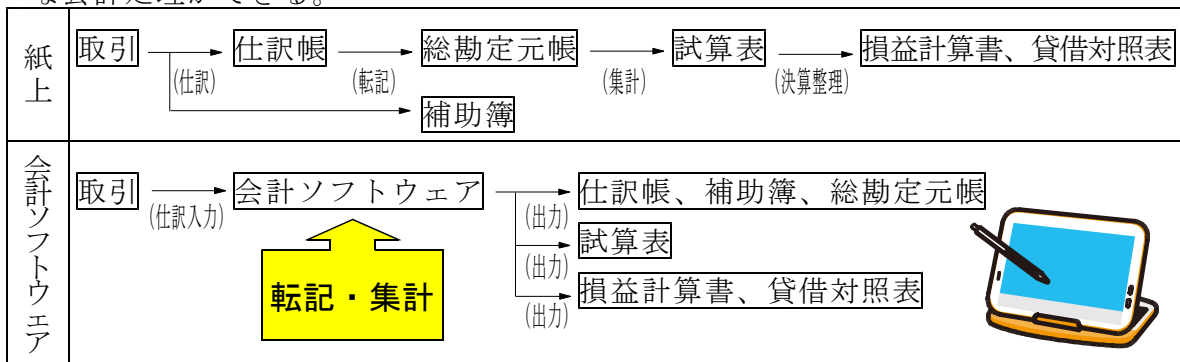 な会計処理ができる。
紙上
取引 仕訳帳 総勘定元帳 試算表 損益計算書、貸借対照表
(仕訳) (転記) (集計) (決算整理)
補助簿
会計ソフトウェア
取引 会計ソフトウェア 仕訳帳、補助簿、総勘定元帳
(仕訳入力) (出力)
試算表
(出力)
転記・集計 損益計算書、貸借対照表
(出力)